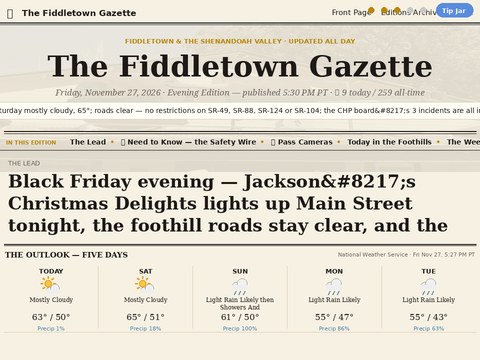 The Fiddletown Gazette
Front Page
Editions
Archiv
Tip Jar
FIDDLETOWN & THE SHENANDOAH VALLEY · UPDATED ALL DAY
The Fiddletown Gazette
Friday, November 27, 2026 · Evening Edition — published 5:30 PM PT · 9 today / 259 all-time
turday mostly cloudy, 65°; roads clear — no restrictions on SR-49, SR-88, SR-124 or SR-104; the CHP board&#8217;s 3 incidents are all i
IN THIS EDITION
The Lead • Need to Know — the Safety Wire • Pass Cameras • Today in the Foothills • The Wee
THE LEAD
Black Friday evening — Jackson&#8217;s
Christmas Delights lights up Main Street
tonight, the foothill roads stay clear, and the
THE OUTLOOK — FIVE DAYS
National Weather Service · Fri Nov 27, 5:27 PM PT
TODAY
Mostly Cloudy
63° / 50°
Precip 1%
SAT
Mostly Cloudy
65° / 51°
Precip 18%
SUN
Light Rain Likely then
Showers And
61° / 50°
Precip 100%
MON
Light Rain Likely
55° / 47°
Precip 86%
TUE
Light Rain Likely
55° / 43°
Precip 63%